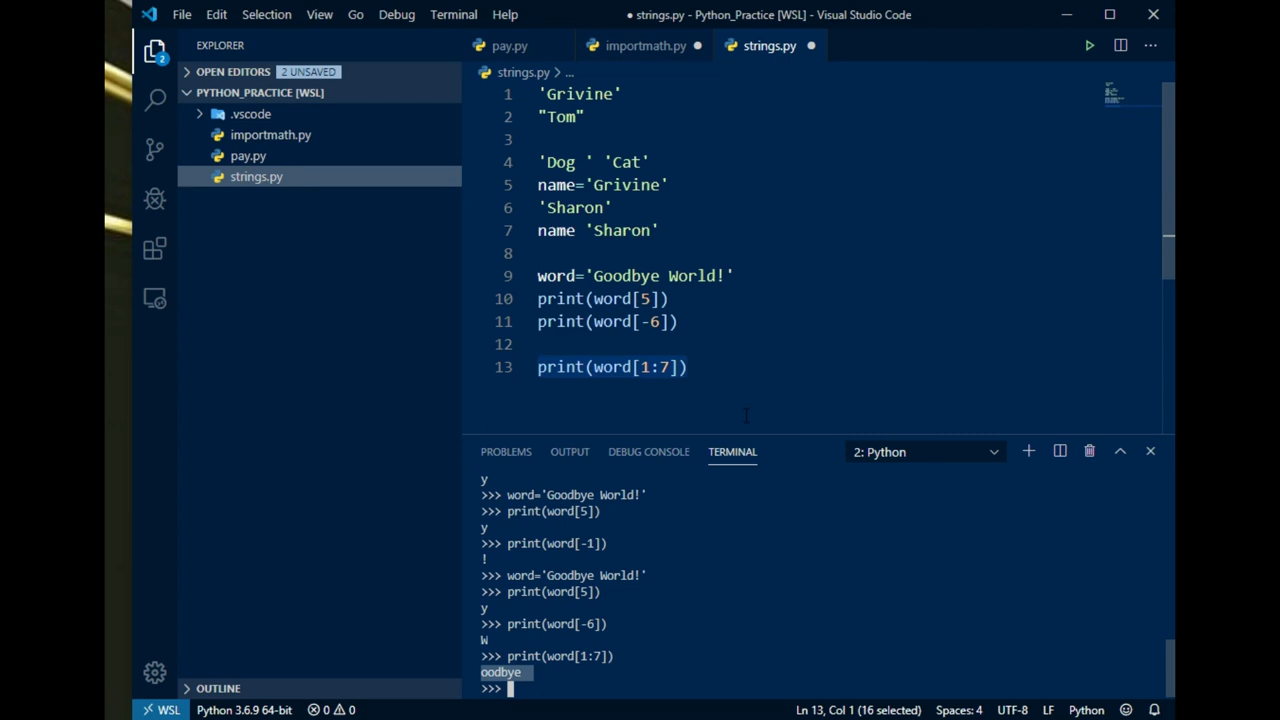 File Edit Selection View Go Debug Terminal Help
● strings.py - Python_Practice [WSL] - Visual Studio Code
EXPLORER
pay.py
importmath.py
strings.py
2
OPEN EDITORS 2 UNSAVED
PYTHON_PRACTICE [WSL]
.vscode
importmath.py
pay.py
strings.py
strings.py > ...
1 'Grivine'
2 "Tom"
3
4 'Dog ' 'Cat'
5 name='Grivine'
6 'Sharon'
7 name 'Sharon'
8
9 word='Goodbye World!'
10 print(word[5])
11 print(word[-6])
12
13 print(word[1:7])
PROBLEMS OUTPUT DEBUG CONSOLE TERMINAL 2: Python
y
>>> word='Goodbye World!'
>>> print(word[5])
y
>>> print(word[-1])
!
>>> word='Goodbye World!'
>>> print(word[5])
y
>>> print(word[-6])
W
>>> print(word[1:7])
oodbye
>>>
OUTLINE
WSL Python 3.6.9 64-bit 0 0 Ln 13, Col 1 (16 selected) Spaces: 4 UTF-8 LF Python